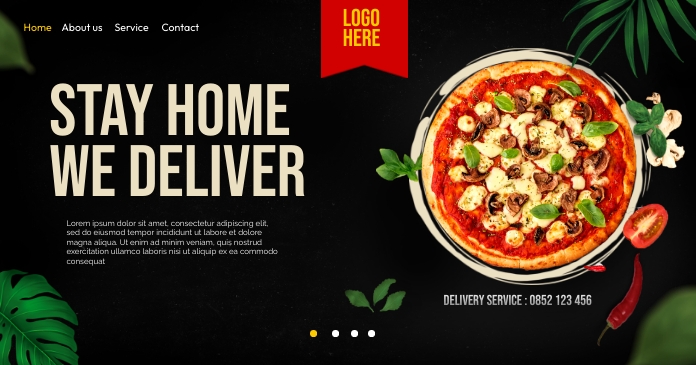 Home About us Service Contact
LOGO
HERE
STAY HOME
WE DELIVER
Lorem ipsum dolor sit amet, consectetur adipiscing elit,
sed do eiusmod tempor incididunt ut labore et dolore
magna aliqua. Ut enim ad minim veniam, quis nostrud
exercitation ullamco laboris nisi ut aliquip ex ea commodo
consequat
DELIVERY SERVICE : 0852 123 456